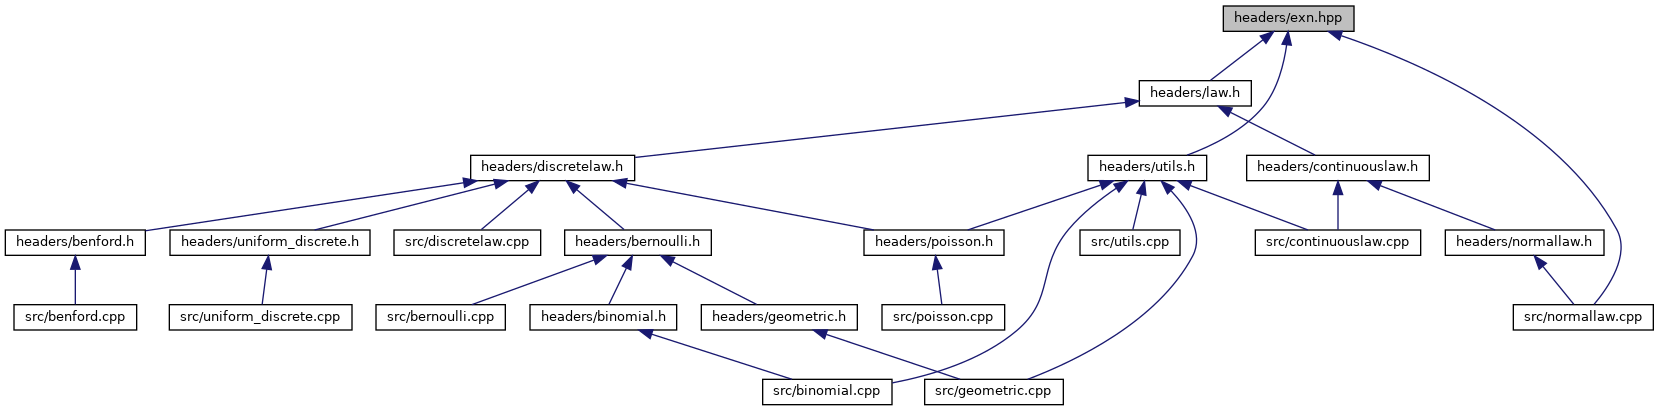 headers/exn.hpp
headers/law.h
headers/discretelaw.h
headers/utils.h
headers/continuouslaw.h
headers/benford.h
headers/uniform_discrete.h
src/discretelaw.cpp
headers/bernoulli.h
headers/poisson.h
src/utils.cpp
src/continuouslaw.cpp
headers/normallaw.h
src/benford.cpp
src/uniform_discrete.cpp
src/bernoulli.cpp
headers/binomial.h
headers/geometric.h
src/poisson.cpp
src/normallaw.cpp
src/binomial.cpp
src/geometric.cpp